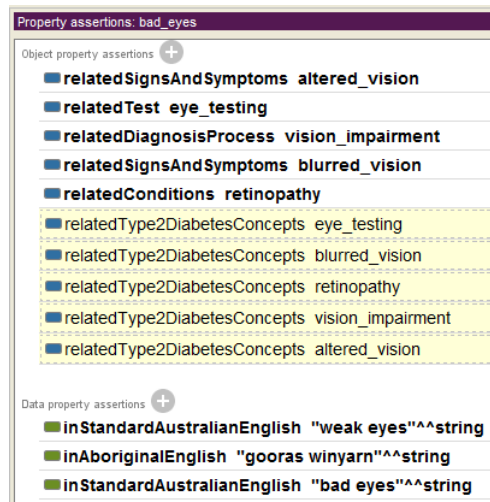 Property assertions: bad_eyes
Object property assertions
relatedSignsAndSymptoms altered_vision
relatedTest eye_testing
relatedDiagnosisProcess vision_impairment
relatedSignsAndSymptoms blurred_vision
relatedConditions retinopathy
relatedType2DiabetesConcepts eye_testing
relatedType2DiabetesConcepts blurred_vision
relatedType2DiabetesConcepts retinopathy
relatedType2DiabetesConcepts vision_impairment
relatedType2DiabetesConcepts altered_vision
Data property assertions
inStandardAustralianEnglish "weak eyes"^^string
inAboriginalEnglish "gooras winyarn"^^string
inStandardAustralianEnglish "bad eyes"^^string